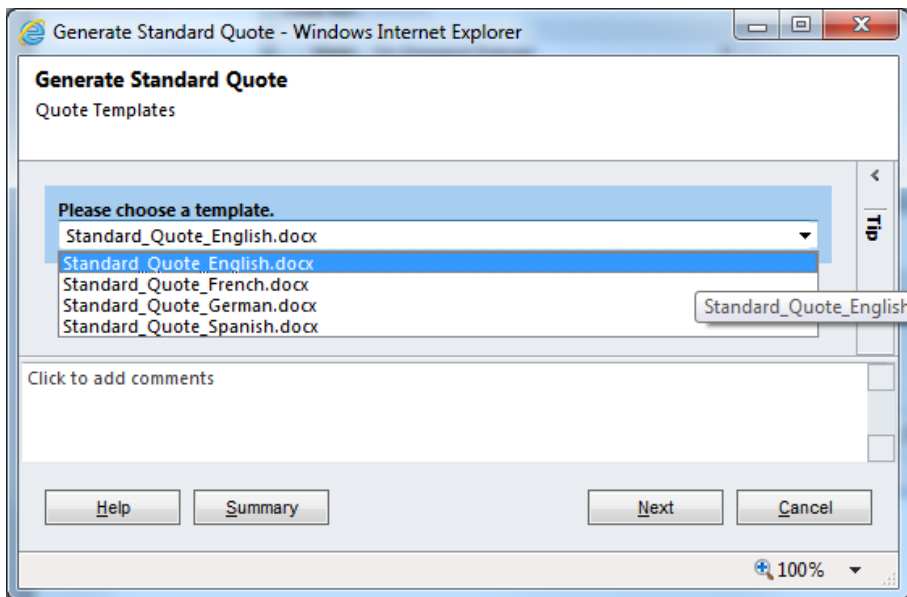 Generate Standard Quote - Windows Internet Explorer
Generate Standard Quote
Quote Templates
Please choose a template.
Standard_Quote_English.docx
Standard_Quote_English.docx
Standard_Quote_French.docx
Standard_Quote_German.docx
Standard_Quote_Spanish.docx
Standard_Quote_English
Tip
Click to add comments
Help
Summary
Next
Cancel
100%